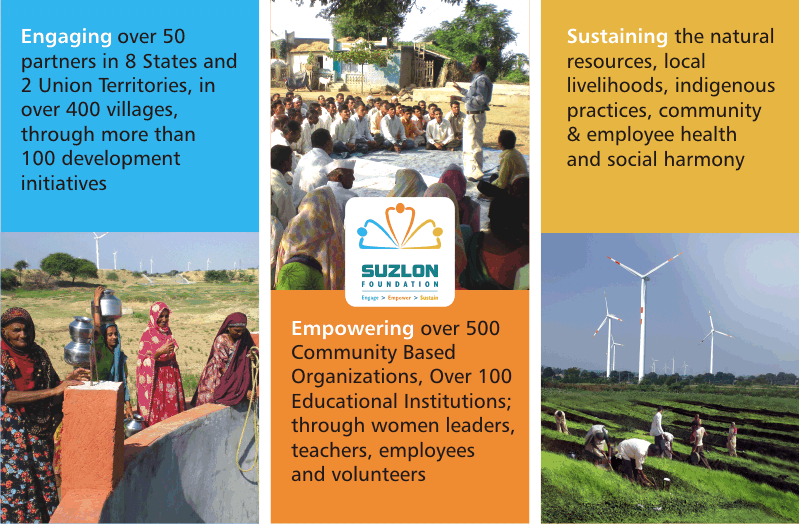 Engaging over 50
partners in 8 States and
2 Union Territories, in
over 400 villages,
through more than
100 development
initiatives
SUZLON
FOUNDATION
Engage > Empower > Sustain
Empowering over 500
Community Based
Organizations, Over 100
Educational Institutions;
through women leaders,
teachers, employees
and volunteers
Sustaining the natural
resources, local
livelihoods, indigenous
practices, community
& employee health
and social harmony